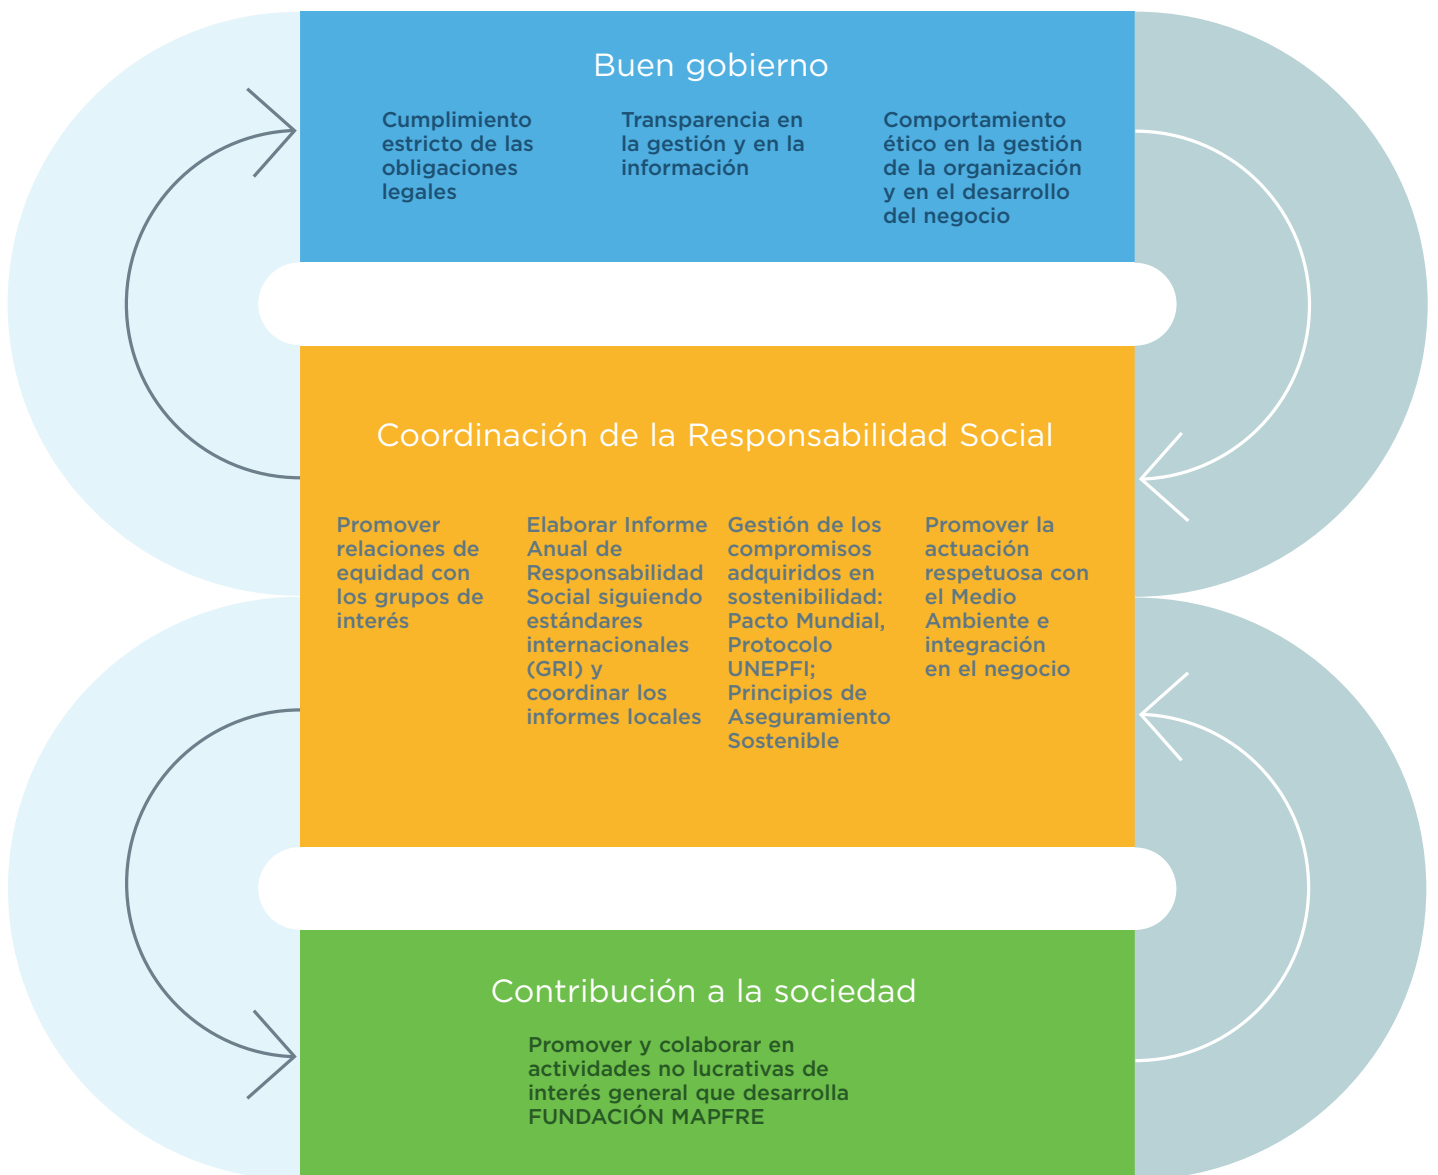 Buen gobierno
Cumplimiento
estricto de las
obligaciones
legales
Transparencia en
la gestión y en la
información
Comportamiento
ético en la gestión
de la organización
y en el desarrollo
del negocio
Coordinación de la Responsabilidad Social
Promover
relaciones de
equidad con
los grupos de
interés
Elaborar Informe
Anual de
Responsabilidad
Social siguiendo
estándares
internacionales
(GRI) y
coordinar los
informes locales
Gestión de los
compromisos
adquiridos en
sostenibilidad:
Pacto Mundial,
Protocolo
UNEPFI;
Principios de
Aseguramiento
Sostenible
Promover la
actuación
respetuosa con
el Medio
Ambiente e
integración
en el negocio
Contribución a la sociedad
Promover y colaborar en
actividades no lucrativas de
interés general que desarrolla
FUNDACIÓN MAPFRE